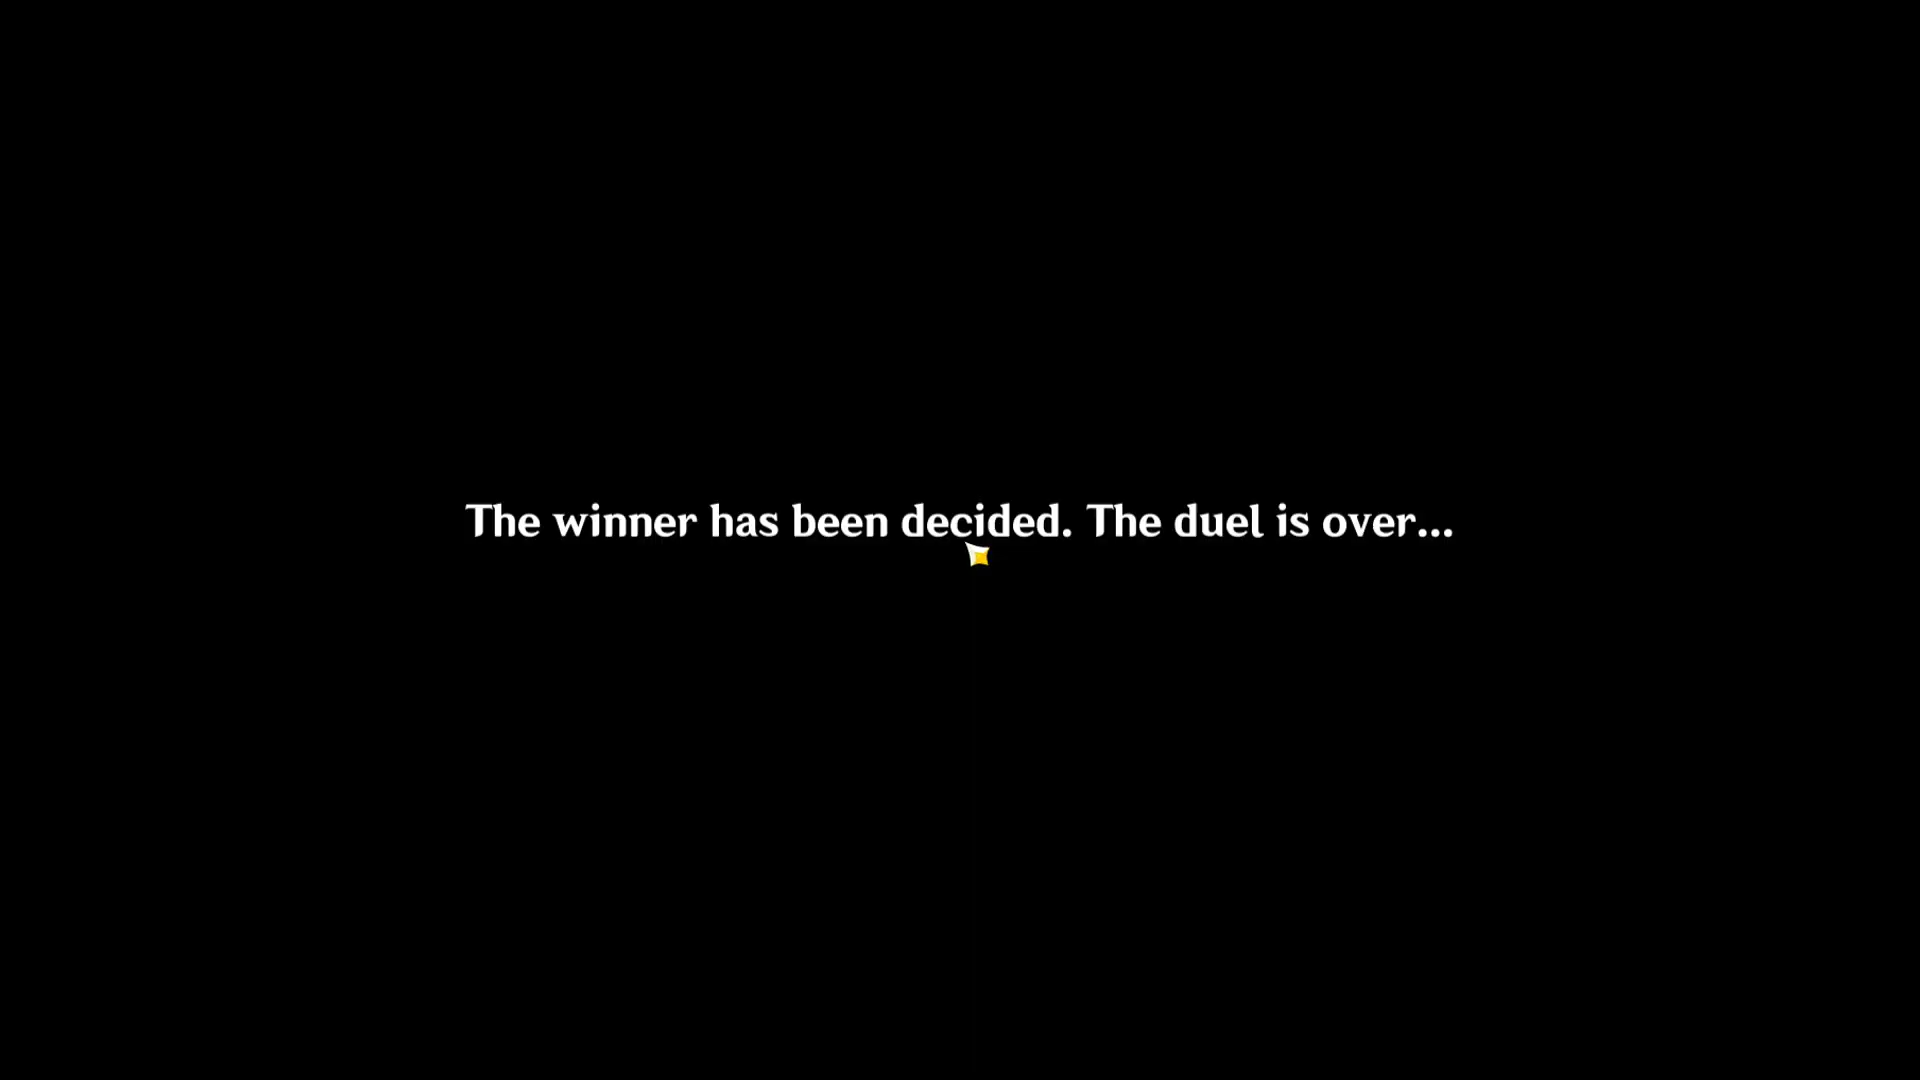 The winner has been decided. The duel is over...